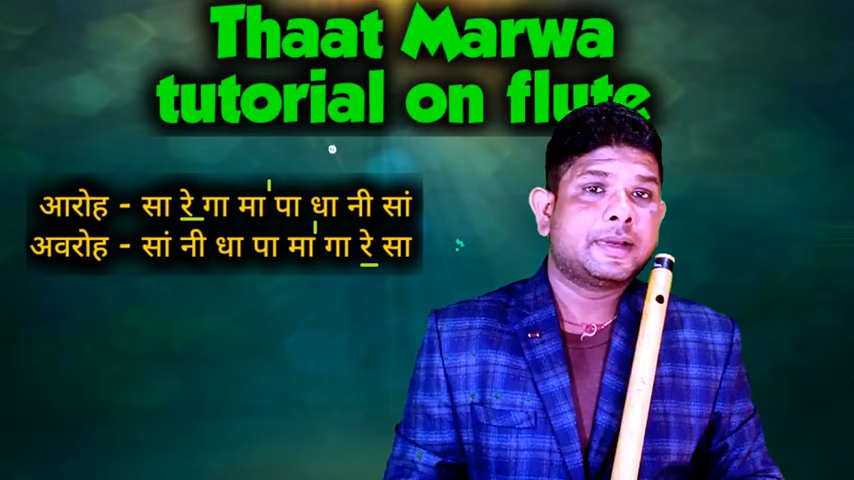 Thaat Marwa
tutorial on flute
आरोह - सा रे॒ गा मा॑ पा धा नी सां
अवरोह - सां नी धा पा मा॑ गा रे॒ सा